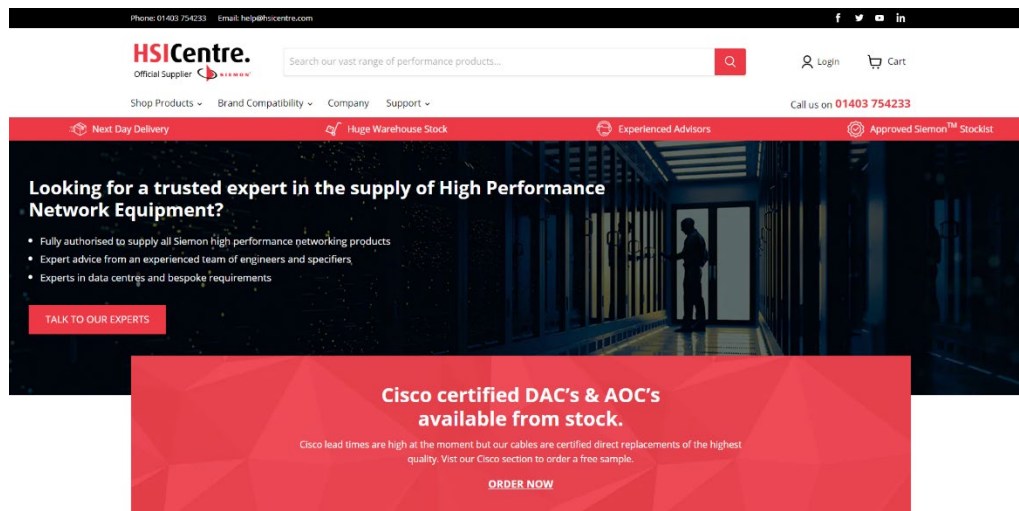 Phone: 01403 754233 Email: help@hsicentre.com
HSICentre.
Official Supplier SIEMON
Search our vast range of performance products...
Login
Cart
Shop Products Brand Compatibility Company Support
Call us on 01403 754233
Next Day Delivery
Huge Warehouse Stock
Experienced Advisors
Approved Siemon™ Stockist
Looking for a trusted expert in the supply of High Performance
Network Equipment?
Fully authorised to supply all Siemon high performance networking products
Expert advice from an experienced team of engineers and specifiers
Experts in data centres and bespoke requirements
TALK TO OUR EXPERTS
Cisco certified DAC's & AOC's
available from stock.
Cisco lead times are high at the moment but our cables are certified direct replacements of the highest
quality. Vist our Cisco section to order a free sample.
ORDER NOW